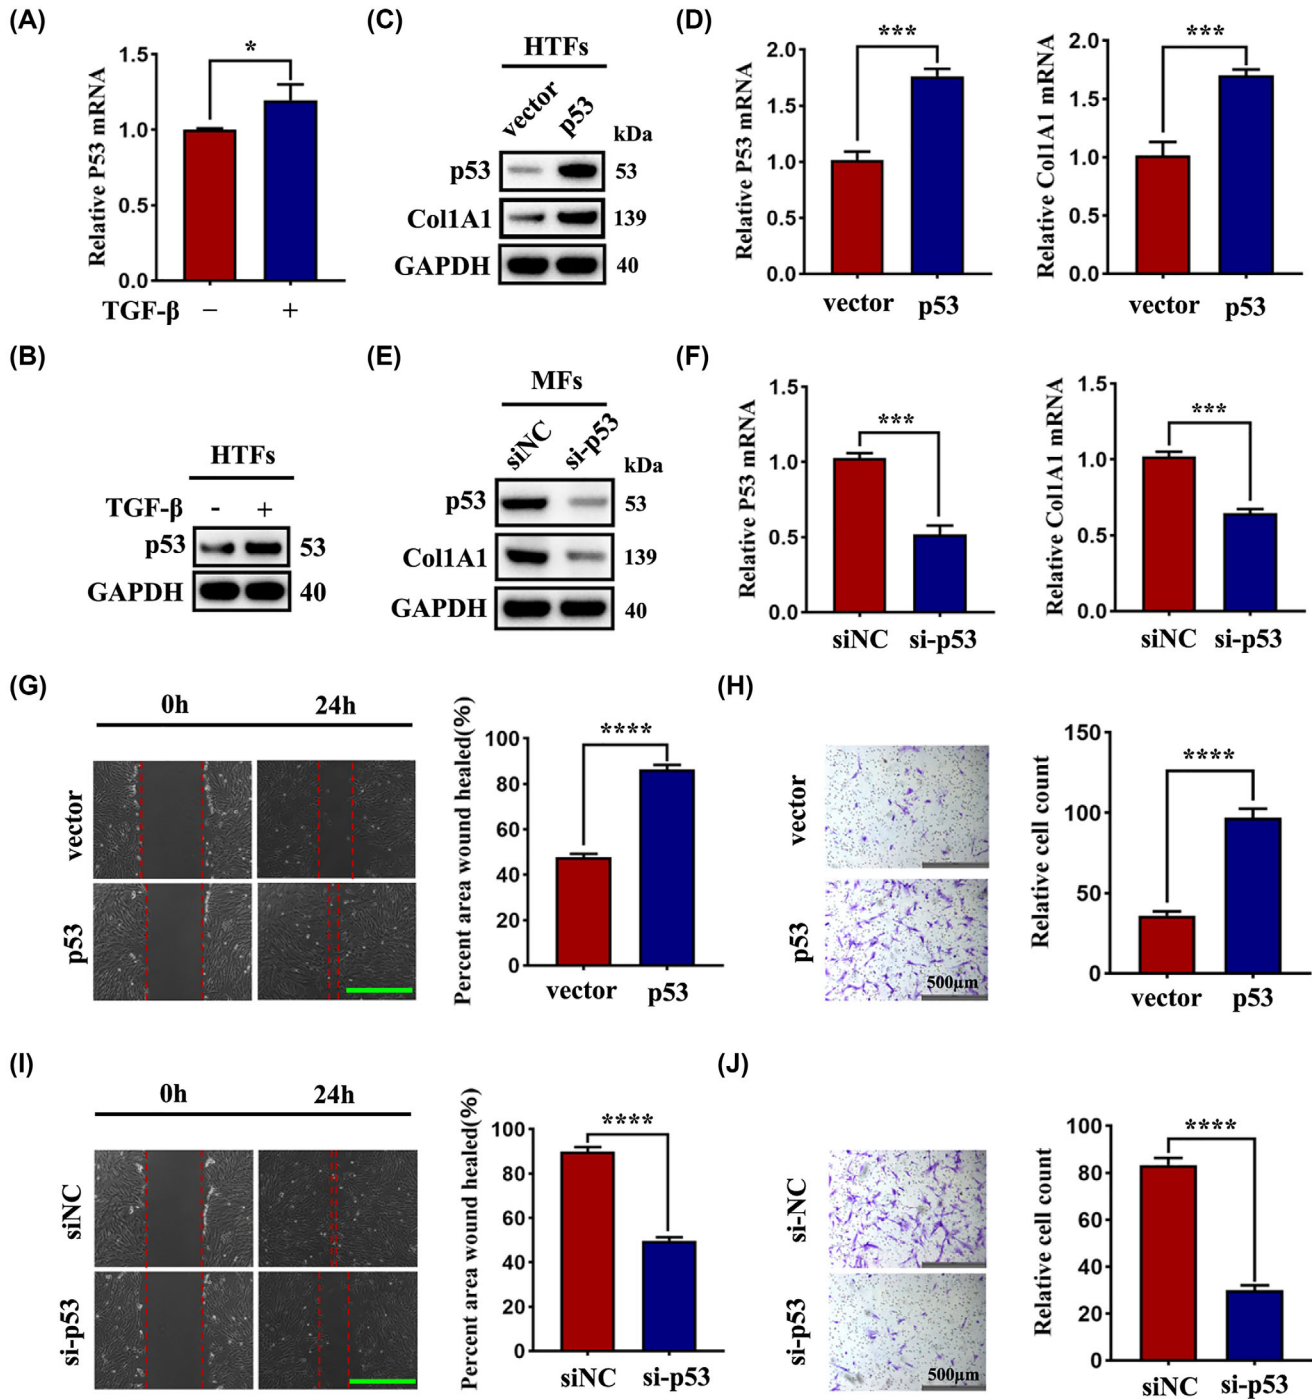 (A)
*
Relative P53 mRNA
1.5
1.0
0.5
0.0
TGF-β − +
(B)
HTFs
TGF-β - +
p53 53
GAPDH 40
(C)
HTFs
vector p53
kDa
p53 53
Col1A1 139
GAPDH 40
(D)
***
Relative P53 mRNA
2.0
1.5
1.0
0.5
0.0
vector p53
***
Relative Col1A1 mRNA
2.0
1.5
1.0
0.5
0.0
vector p53
(E)
MFs
siNC si-p53
kDa
p53 53
Col1A1 139
GAPDH 40
(F)
***
Relative P53 mRNA
1.5
1.0
0.5
0.0
siNC si-p53
***
Relative Col1A1 mRNA
1.5
1.0
0.5
0.0
siNC si-p53
(G)
0h 24h
vector
p53
****
Percent area wound healed(%)
100
80
60
40
20
0
vector p53
(H)
vector
p53
500μm
****
Relative cell count
150
100
50
0
vector p53
(I)
0h 24h
siNC
si-p53
****
Percent area wound healed(%)
100
80
60
40
20
0
siNC si-p53
(J)
si-NC
si-p53
500μm
****
Relative cell count
100
80
60
40
20
0
siNC si-p53